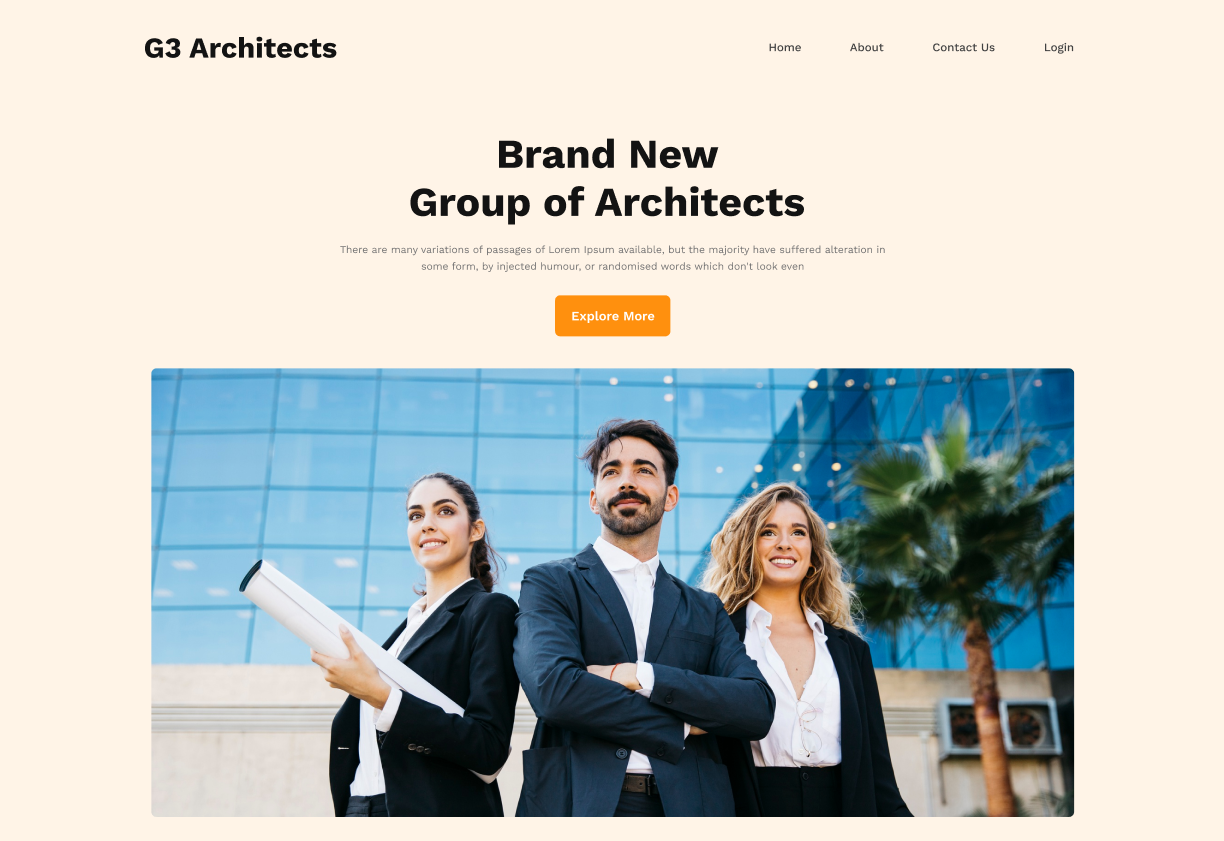 G3 Architects
Home
About
Contact Us
Login
Brand New
Group of Architects
There are many variations of passages of Lorem Ipsum available, but the majority have suffered alteration in
some form, by injected humour, or randomised words which don't look even
Explore More